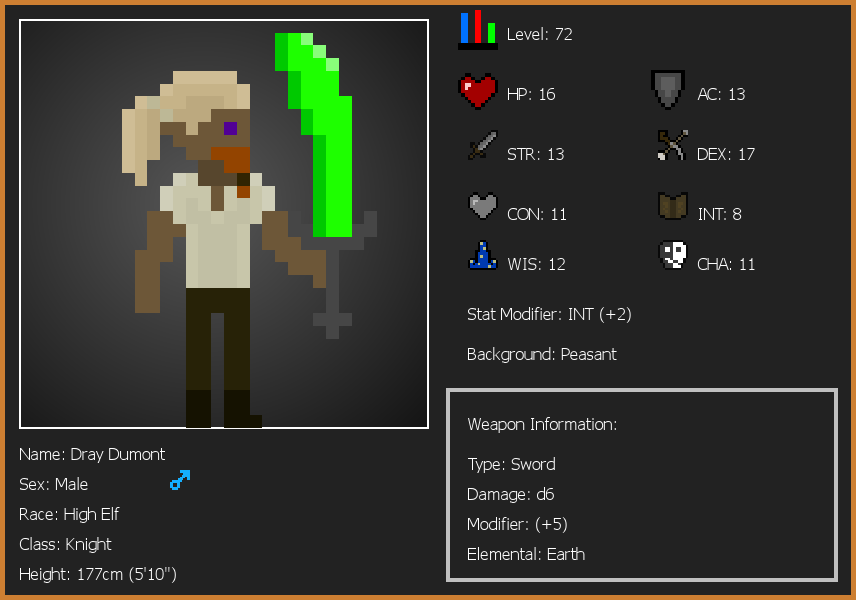 Level: 72
HP: 16
AC: 13
STR: 13
DEX: 17
CON: 11
INT: 8
WIS: 12
CHA: 11
Stat Modifier: INT (+2)
Background: Peasant
Weapon Information:
Type: Sword
Damage: d6
Modifier: (+5)
Elemental: Earth
Name: Dray Dumont
Sex: Male
Race: High Elf
Class: Knight
Height: 177cm (5'10")